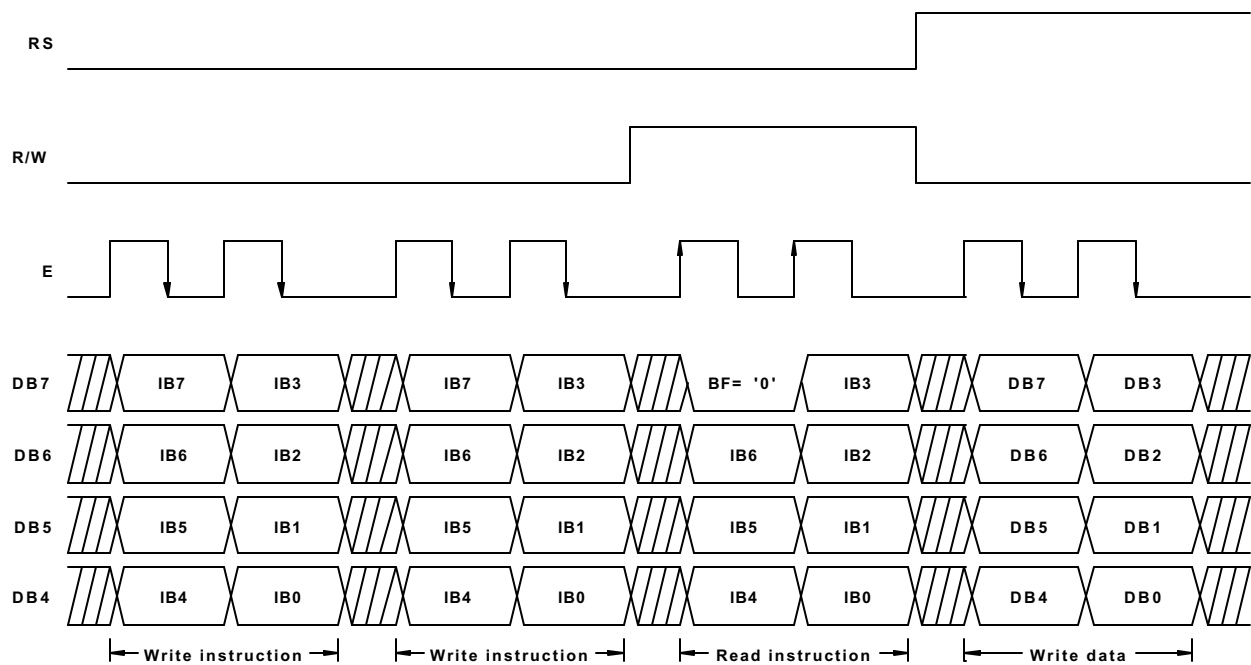 RS
R/W
E
DB7 IB7 IB3 IB7 IB3 BF= '0' IB3 DB7 DB3
DB6 IB6 IB2 IB6 IB2 IB6 IB2 DB6 DB2
DB5 IB5 IB1 IB5 IB1 IB5 IB1 DB5 DB1
DB4 IB4 IB0 IB4 IB0 IB4 IB0 DB4 DB0
Write instruction Write instruction Read instruction Write data